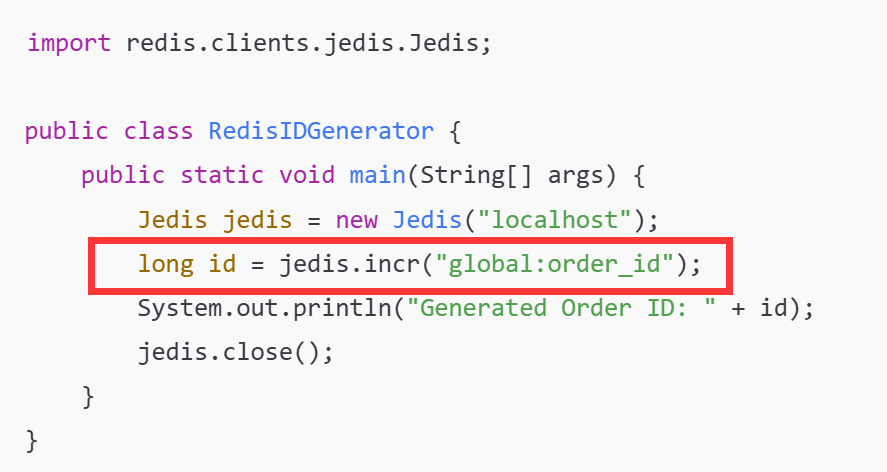 import redis.clients.jedis.Jedis;
public class RedisIDGenerator {
public static void main(String[] args) {
Jedis jedis = new Jedis("localhost");
long id = jedis.incr("global:order_id");
System.out.println("Generated Order ID: " + id);
jedis.close();
}
}